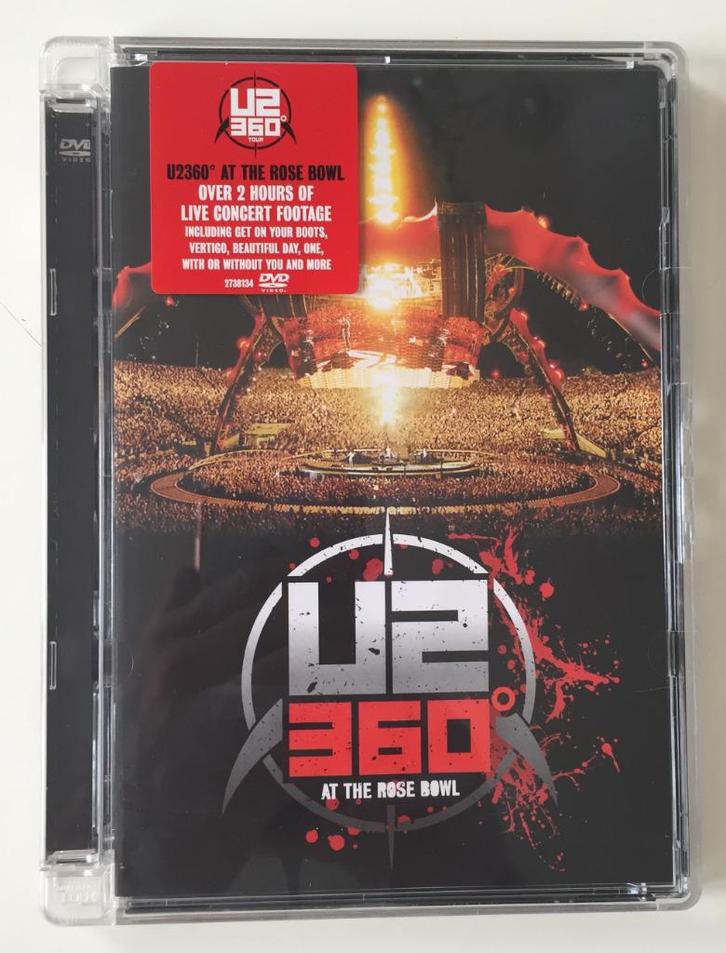 DVD
VIDEO
U2
360°
TOUR
U2360° AT THE ROSE BOWL
OVER 2 HOURS OF
LIVE CONCERT FOOTAGE
INCLUDING GET ON YOUR BOOTS,
VERTIGO, BEAUTIFUL DAY, ONE,
WITH OR WITHOUT YOU AND MORE
2738134 DVD
VIDEO
U2
360°
AT THE ROSE BOWL